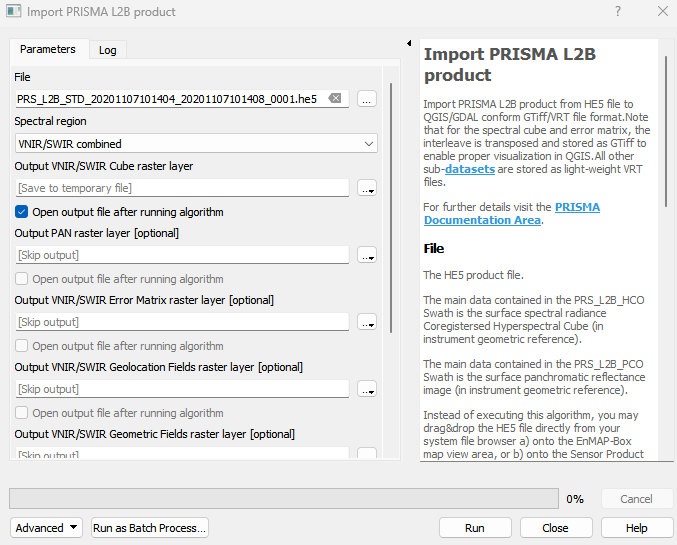 Import PRISMA L2B product
?
Parameters
Log
File
PRS_L2B_STD_20201107101404_20201107101408_0001.he5
...
Spectral region
VNIR/SWIR combined
Output VNIR/SWIR Cube raster layer
[Save to temporary file]
...
Open output file after running algorithm
Output PAN raster layer [optional]
[Skip output]
...
Open output file after running algorithm
Output VNIR/SWIR Error Matrix raster layer [optional]
[Skip output]
...
Open output file after running algorithm
Output VNIR/SWIR Geolocation Fields raster layer [optional]
[Skip output]
...
Open output file after running algorithm
Output VNIR/SWIR Geometric Fields raster layer [optional]
[Skip output]
Import PRISMA L2B
product
Import PRISMA L2B product from HE5 file to
QGIS/GDAL conform GTiff/VRT file format.Note
that for the spectral cube and error matrix, the
interleave is transposed and stored as GTiff to
enable proper visualization in QGIS.All other
sub-datasets are stored as light-weight VRT
files.
For further details visit the PRISMA
Documentation Area.
File
The HE5 product file.
The main data contained in the PRS_L2B_HCO
Swath is the surface spectral radiance
Coregistersed Hyperspectral Cube (in
instrument geometric reference).
The main data contained in the PRS_L2B_PCO
Swath is the surface panchromatic reflectance
image (in instrument geometric reference).
Instead of executing this algorithm, you may
drag&drop the HE5 file directly from your
system file browser a) onto the EnMAP-Box
map view area, or b) onto the Sensor Product
0%
Cancel
Advanced
Run as Batch Process...
Run
Close
Help